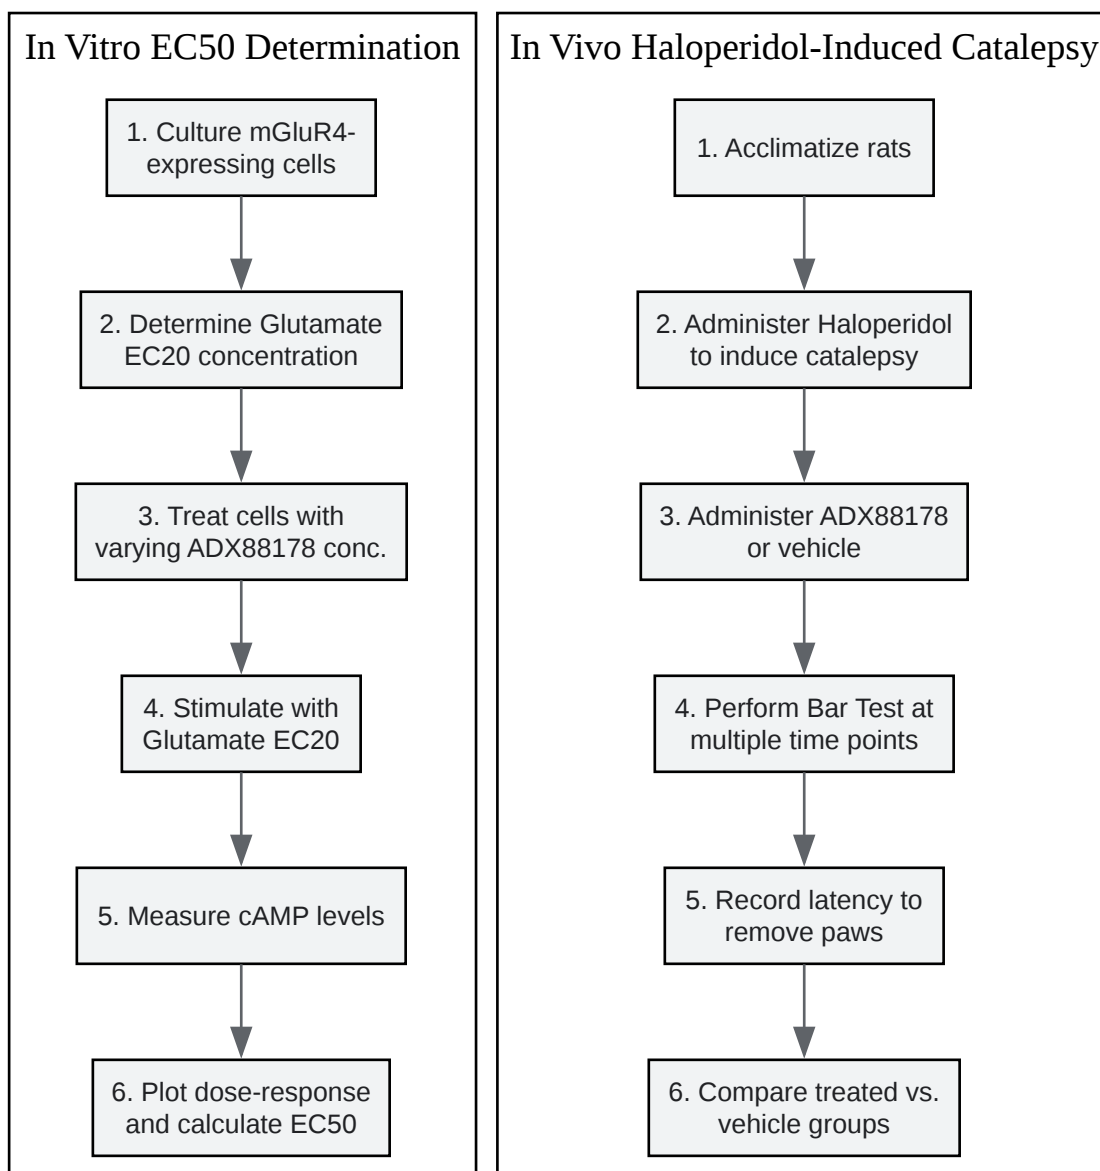 In Vitro EC50 Determination
1. Culture mGluR4-
expressing cells
2. Determine Glutamate
EC20 concentration
3. Treat cells with
varying ADX88178 conc.
4. Stimulate with
Glutamate EC20
5. Measure cAMP levels
6. Plot dose-response
and calculate EC50
In Vivo Haloperidol-Induced Catalepsy
1. Acclimatize rats
2. Administer Haloperidol
to induce catalepsy
3. Administer ADX88178
or vehicle
4. Perform Bar Test at
multiple time points
5. Record latency to
remove paws
6. Compare treated vs.
vehicle groups